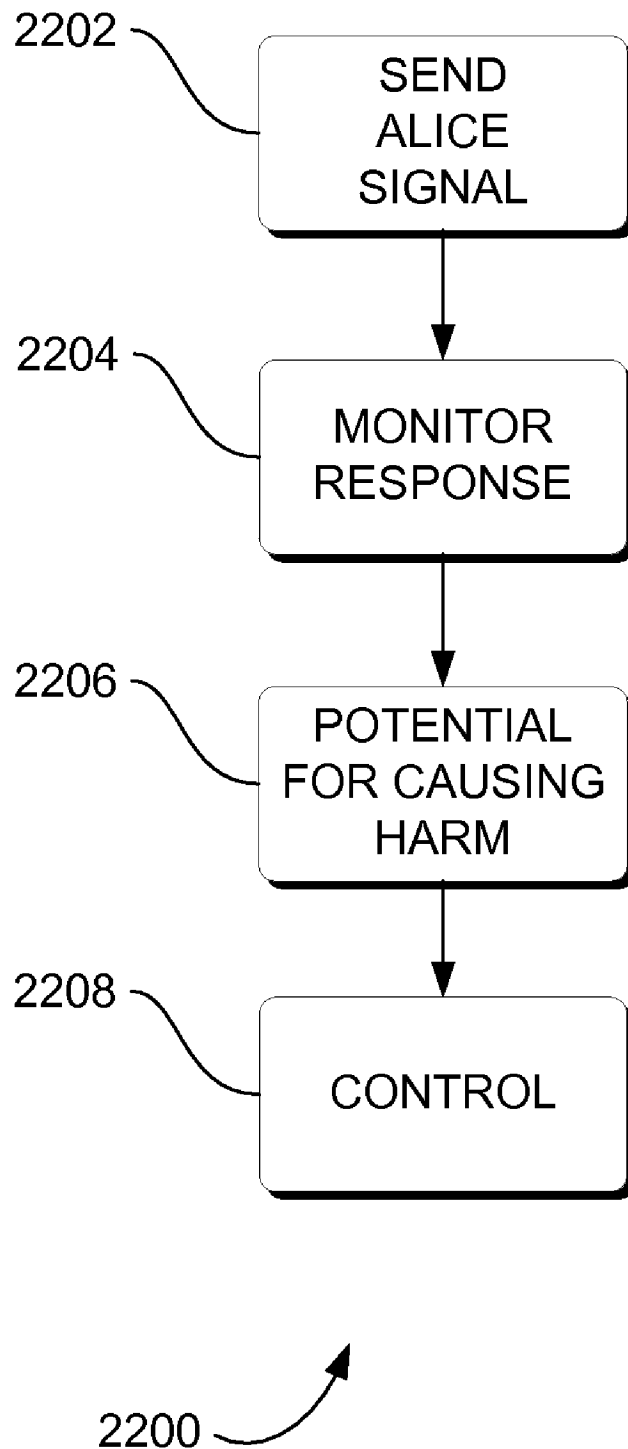 2202
SEND
ALICE
SIGNAL
2204
MONITOR
RESPONSE
2206
POTENTIAL
FOR CAUSING
HARM
2208
CONTROL
2200